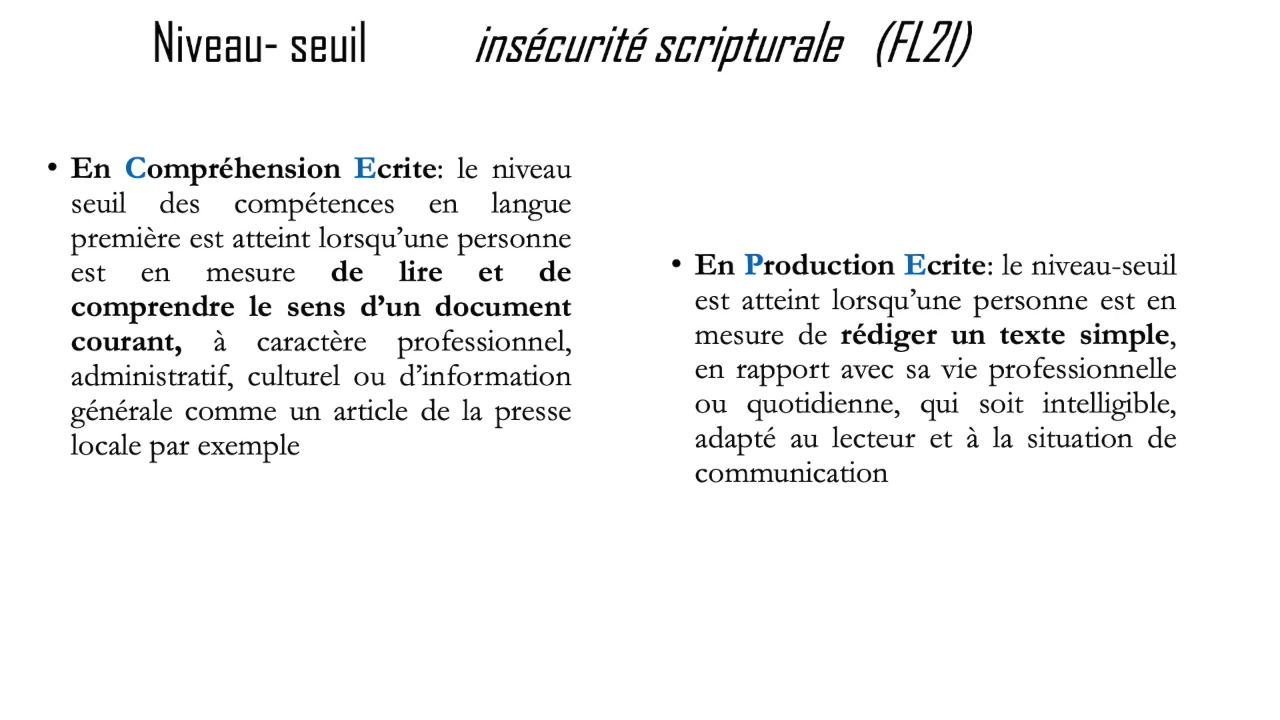 Niveau- seuil insécurité scripturale (FL2I)
• En Compréhension Ecrite: le niveau
seuil des compétences en langue
première est atteint lorsqu’une personne
est en mesure de lire et de
comprendre le sens d’un document
courant, à caractère professionnel,
administratif, culturel ou d’information
générale comme un article de la presse
locale par exemple
• En Production Ecrite: le niveau-seuil
est atteint lorsqu’une personne est en
mesure de rédiger un texte simple,
en rapport avec sa vie professionnelle
ou quotidienne, qui soit intelligible,
adapté au lecteur et à la situation de
communication